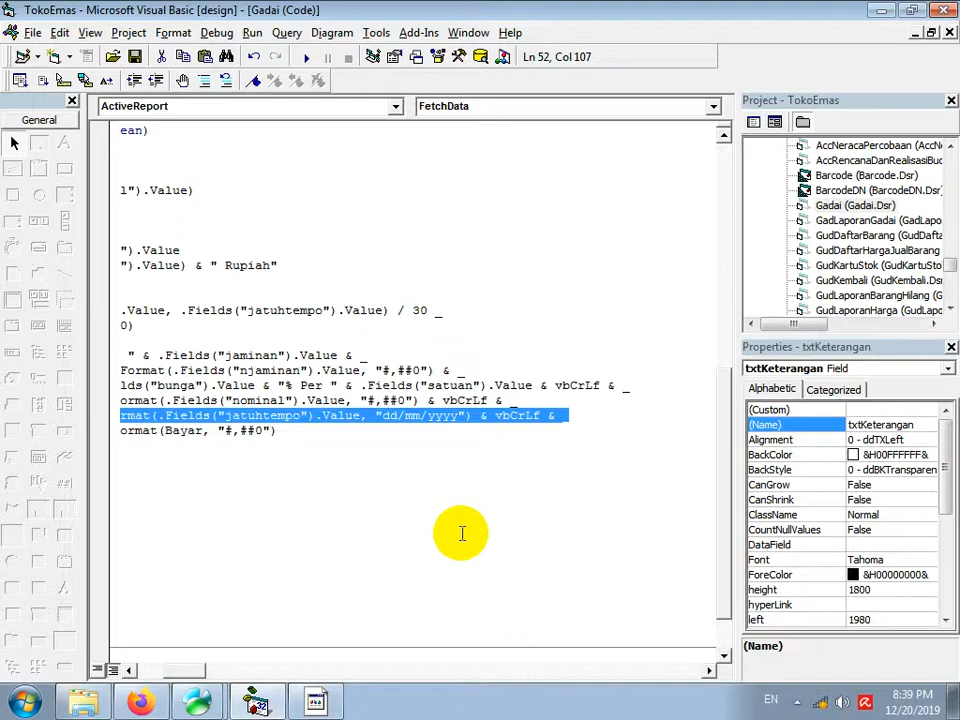 TokoEmas - Microsoft Visual Basic [design] - [Gadai (Code)]
File Edit View Project Format Debug Run Query Diagram Tools Add-Ins Window Help
Ln 52, Col 107
General
ActiveReport
FetchData
ean)
l").Value)
").Value
").Value) & " Rupiah"
.Value, .Fields("jatuhtempo").Value) / 30 _
0)
" & .Fields("jaminan").Value & _
Format(.Fields("njaminan").Value, "#,##0") & _
lds("bunga").Value & "% Per " & .Fields("satuan").Value & vbCrLf & _
ormat(.Fields("nominal").Value, "#,##0") & vbCrLf & _
rmat(.Fields("jatuhtempo").Value, "dd/mm/yyyy") & vbCrLf &
ormat(Bayar, "#,##0")
Project - TokoEmas
AccNeracaPercobaan (AccNe
AccRencanaDanRealisasiBud
Barcode (Barcode.Dsr)
BarcodeDN (BarcodeDN.Dsr)
Gadai (Gadai.Dsr)
GadLaporanGadai (GadLapo
GudDaftarBarang (GudDafta
GudDaftarHargaJualBarang
GudKartuStok (GudKartuSto
GudKembali (GudKembali.Ds
GudLaporanBarangHilang (G
GudLaporanBarangHilang (G
Properties - txtKeterangan
txtKeterangan Field
Alphabetic Categorized
(Custom)
(Name) txtKeterangan
Alignment 0 - ddTXLeft
BackColor &H00FFFFFF&
BackStyle 0 - ddBKTransparen
CanGrow False
CanShrink False
ClassName Normal
CountNullValues False
DataField
Font Tahoma
ForeColor &H00000000&
height 1800
hyperLink
left 1980
(Name)
EN
8:39 PM
12/20/2019